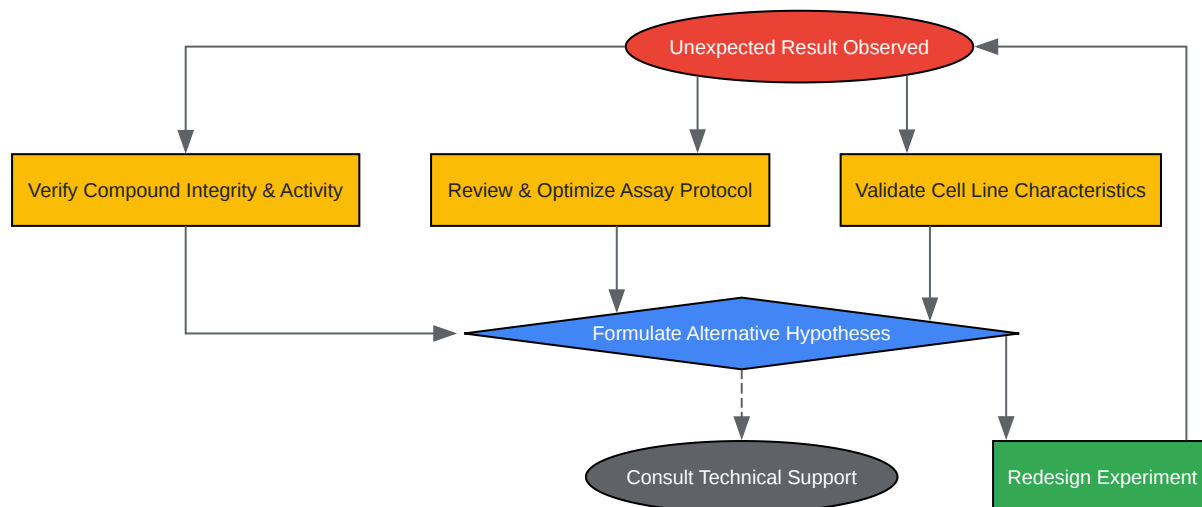 Unexpected Result Observed
Verify Compound Integrity & Activity
Review & Optimize Assay Protocol
Validate Cell Line Characteristics
Formulate Alternative Hypotheses
Consult Technical Support
Redesign Experiment